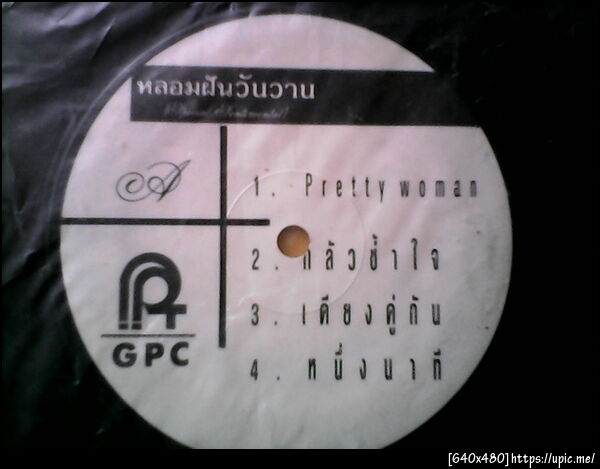 หลอมฝันวันวาน
A
1. Pretty woman
2. กลัวช้ำใจ
3. เคียงคู่กัน
4. หนึ่งนาที
GPC
[640x480]https://upic.me/